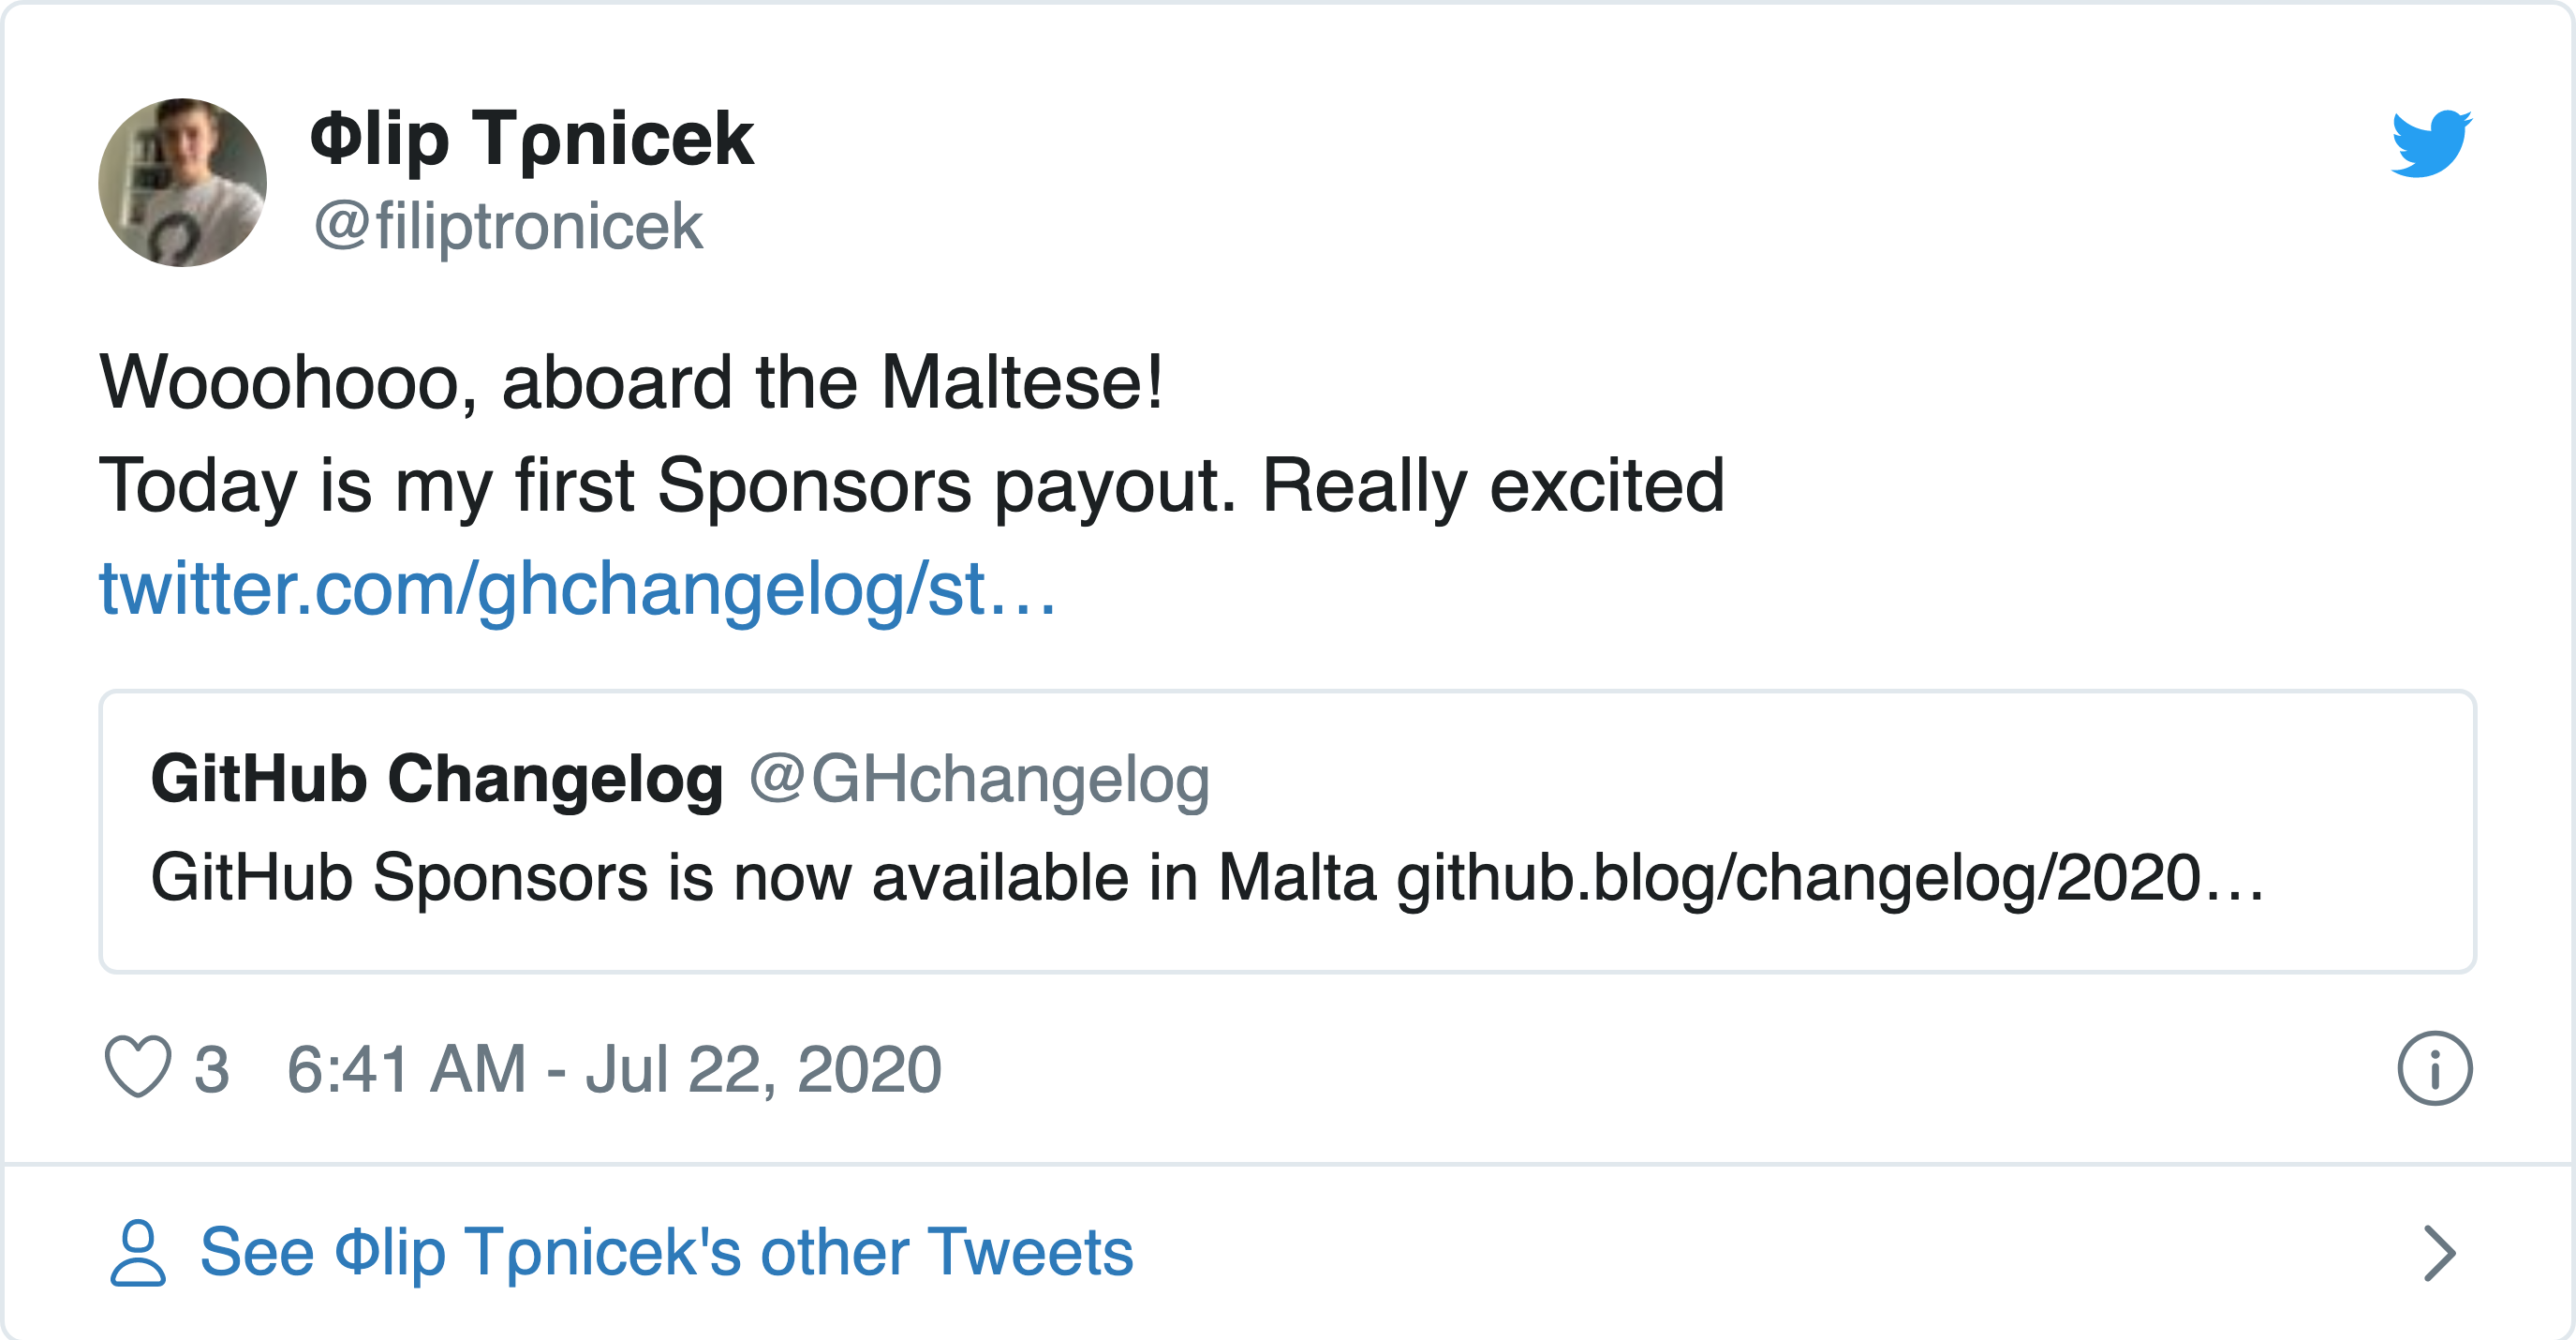 Φlip Tρnicek
@filiptronicek
Wooohooo, aboard the Maltese!
Today is my first Sponsors payout. Really excited
twitter.com/ghchangelog/st…
GitHub Changelog @GHchangelog
GitHub Sponsors is now available in Malta github.blog/changelog/2020…
3 6:41 AM - Jul 22, 2020
See Φlip Tρnicek's other Tweets